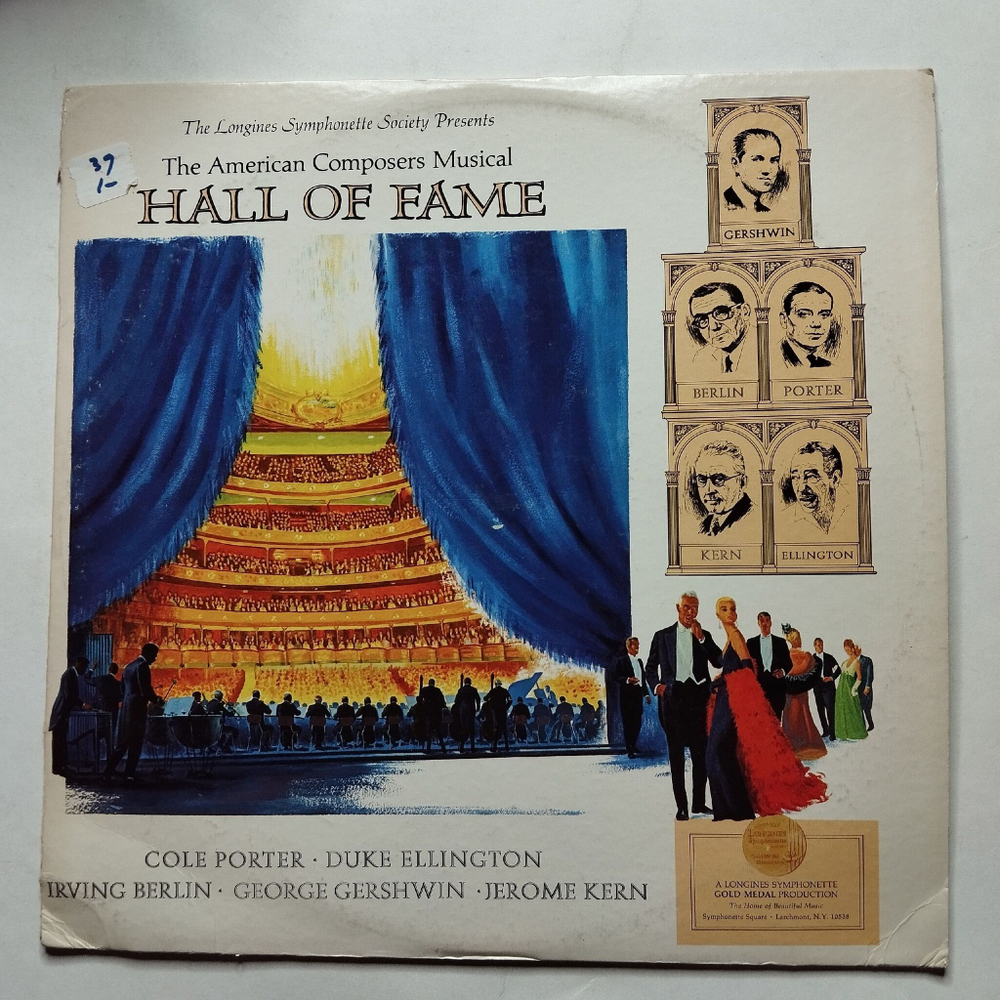 The Longines Symphonette Society Presents
The American Composers Musical
HALL OF FAME
39
1-
GERSHWIN
BERLIN
PORTER
KERN
ELLINGTON
COLE PORTER · DUKE ELLINGTON
IRVING BERLIN · GEORGE GERSHWIN · JEROME KERN
A LONGINES SYMPHONETTE
GOLD MEDAL PRODUCTION
The Home of Beautiful Music
Symphonette Square · Larchmont, N.Y. 10538